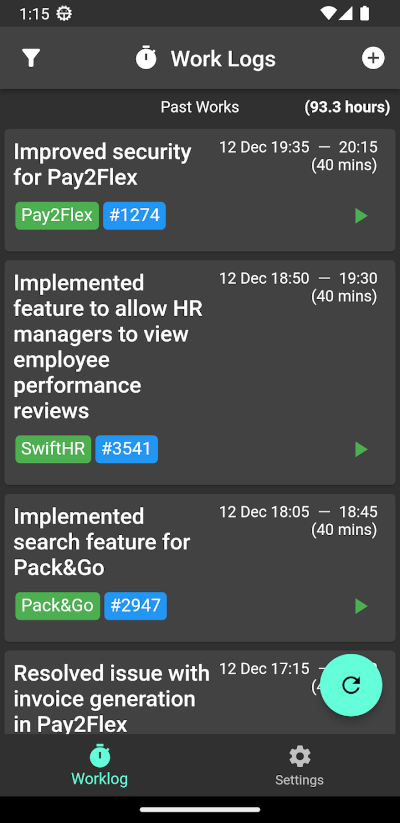 1:15
Work Logs
Past Works (93.3 hours)
Improved security
for Pay2Flex
12 Dec 19:35 — 20:15
(40 mins)
Pay2Flex #1274
Implemented
feature to allow HR
managers to view
employee
performance
reviews
12 Dec 18:50 — 19:30
(40 mins)
SwiftHR #3541
Implemented
search feature for
Pack&Go
12 Dec 18:05 — 18:45
(40 mins)
Pack&Go #2947
Resolved issue with
invoice generation
in Pay2Flex
12 Dec 17:15
Worklog
Settings